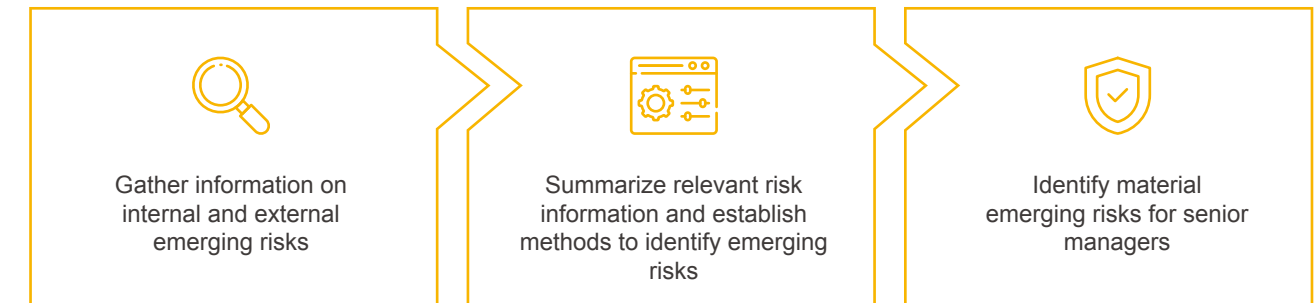 Gather information on
internal and external
emerging risks
Summarize relevant risk
information and establish
methods to identify emerging
risks
Identify material
emerging risks for senior
managers